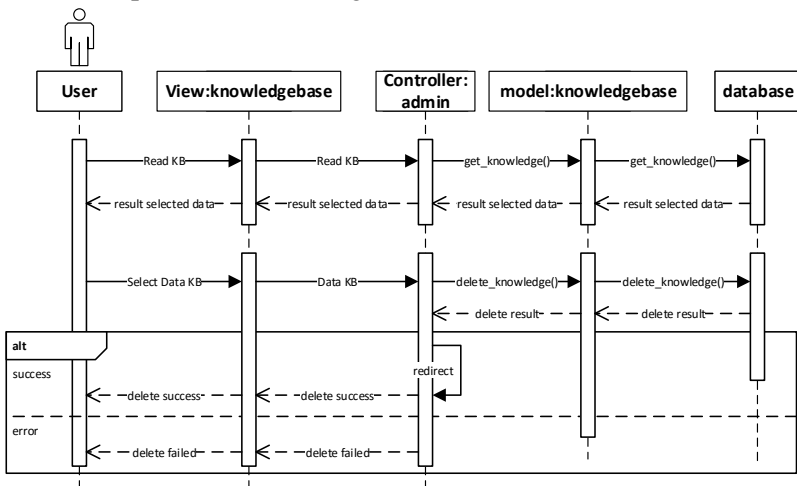 User
View:knowledgebase
Controller:
admin
model:knowledgebase
database
Read KB
Read KB
get_knowledge()
get_knowledge()
result selected data
result selected data
result selected data
result selected data
Select Data KB
Data KB
delete_knowledge()
delete_knowledge()
delete result
delete result
alt
success
redirect
delete success
delete success
error
delete failed
delete failed